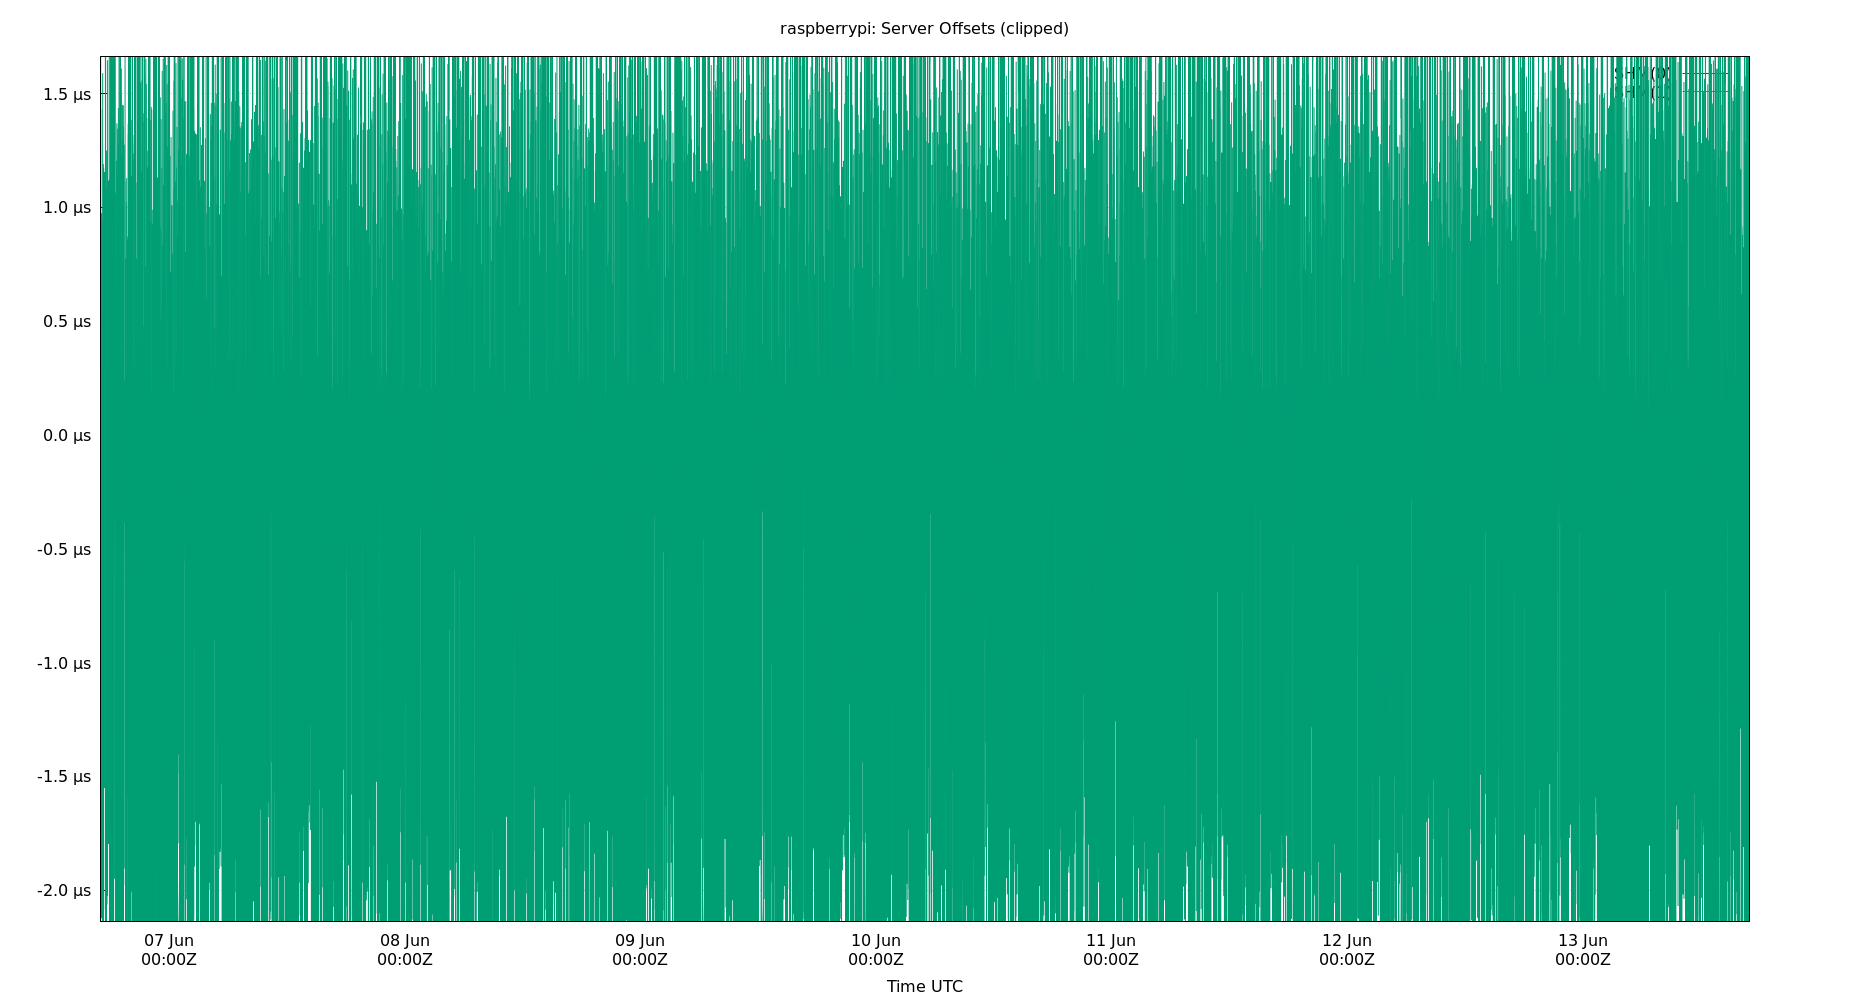 raspberrypi: Server Offsets (clipped)
SHM(0)
1.5 µs
1.0 µs
0.5 µs
0.0 µs
-0.5 µs
-1.0 µs
-1.5 µs
-2.0 µs
07 Jun 08 Jun 09 Jun 10 Jun 11 Jun 12 Jun 13 Jun
00:00Z 00:00Z 00:00Z 00:00Z 00:00Z 00:00Z 00:00Z
Time UTC